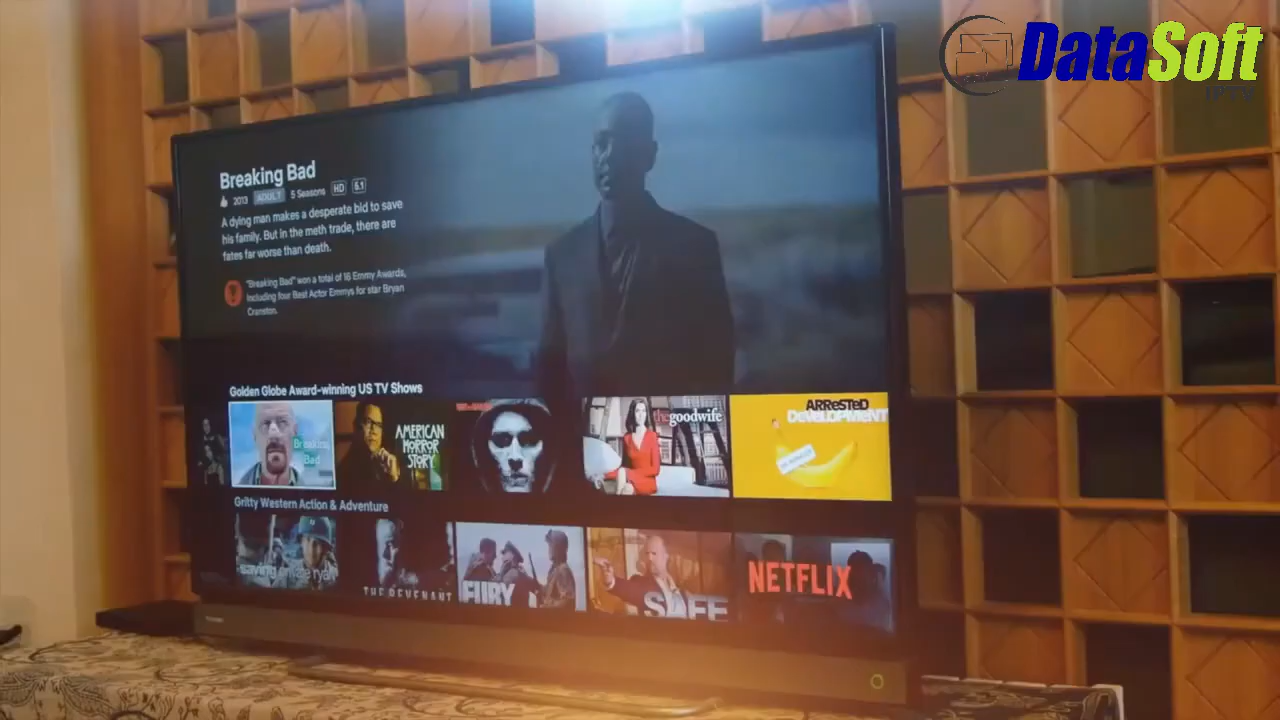 DataSoft
IPTV
Breaking Bad
2013 ADULT 5 Seasons HD 5.1
A dying man makes a desperate bid to save
his family. But in the meth trade, there are
fates far worse than death.
"Breaking Bad" won a total of 16 Emmy Awards,
including four Best Actor Emmys for star Bryan
Cranston.
Golden Globe Award-winning US TV Shows
Breaking
Bad
AMERICAN
HORROR
STORY
thegoodwife
ARReSTeD
DeVeLOPMeNT
Gritty Western Action & Adventure
saving private ryan
THE REVENANT
FURY
SAFE
NETFLIX